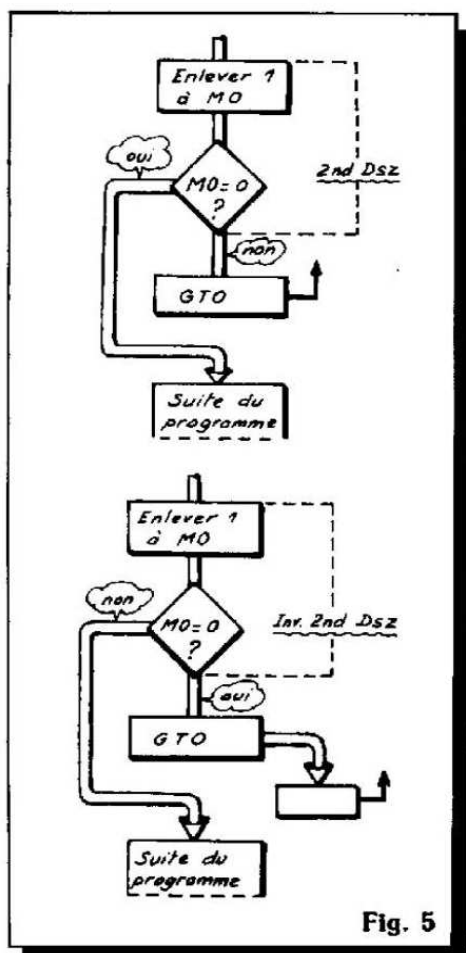 Enlever 1
à M0
oui
M0=0
?
2nd Dsz
non
GTO
Suite du
programme
Enlever 1
à M0
non
M0=0
?
Inv. 2nd Dsz
oui
GTO
Suite du
programme
Fig. 5